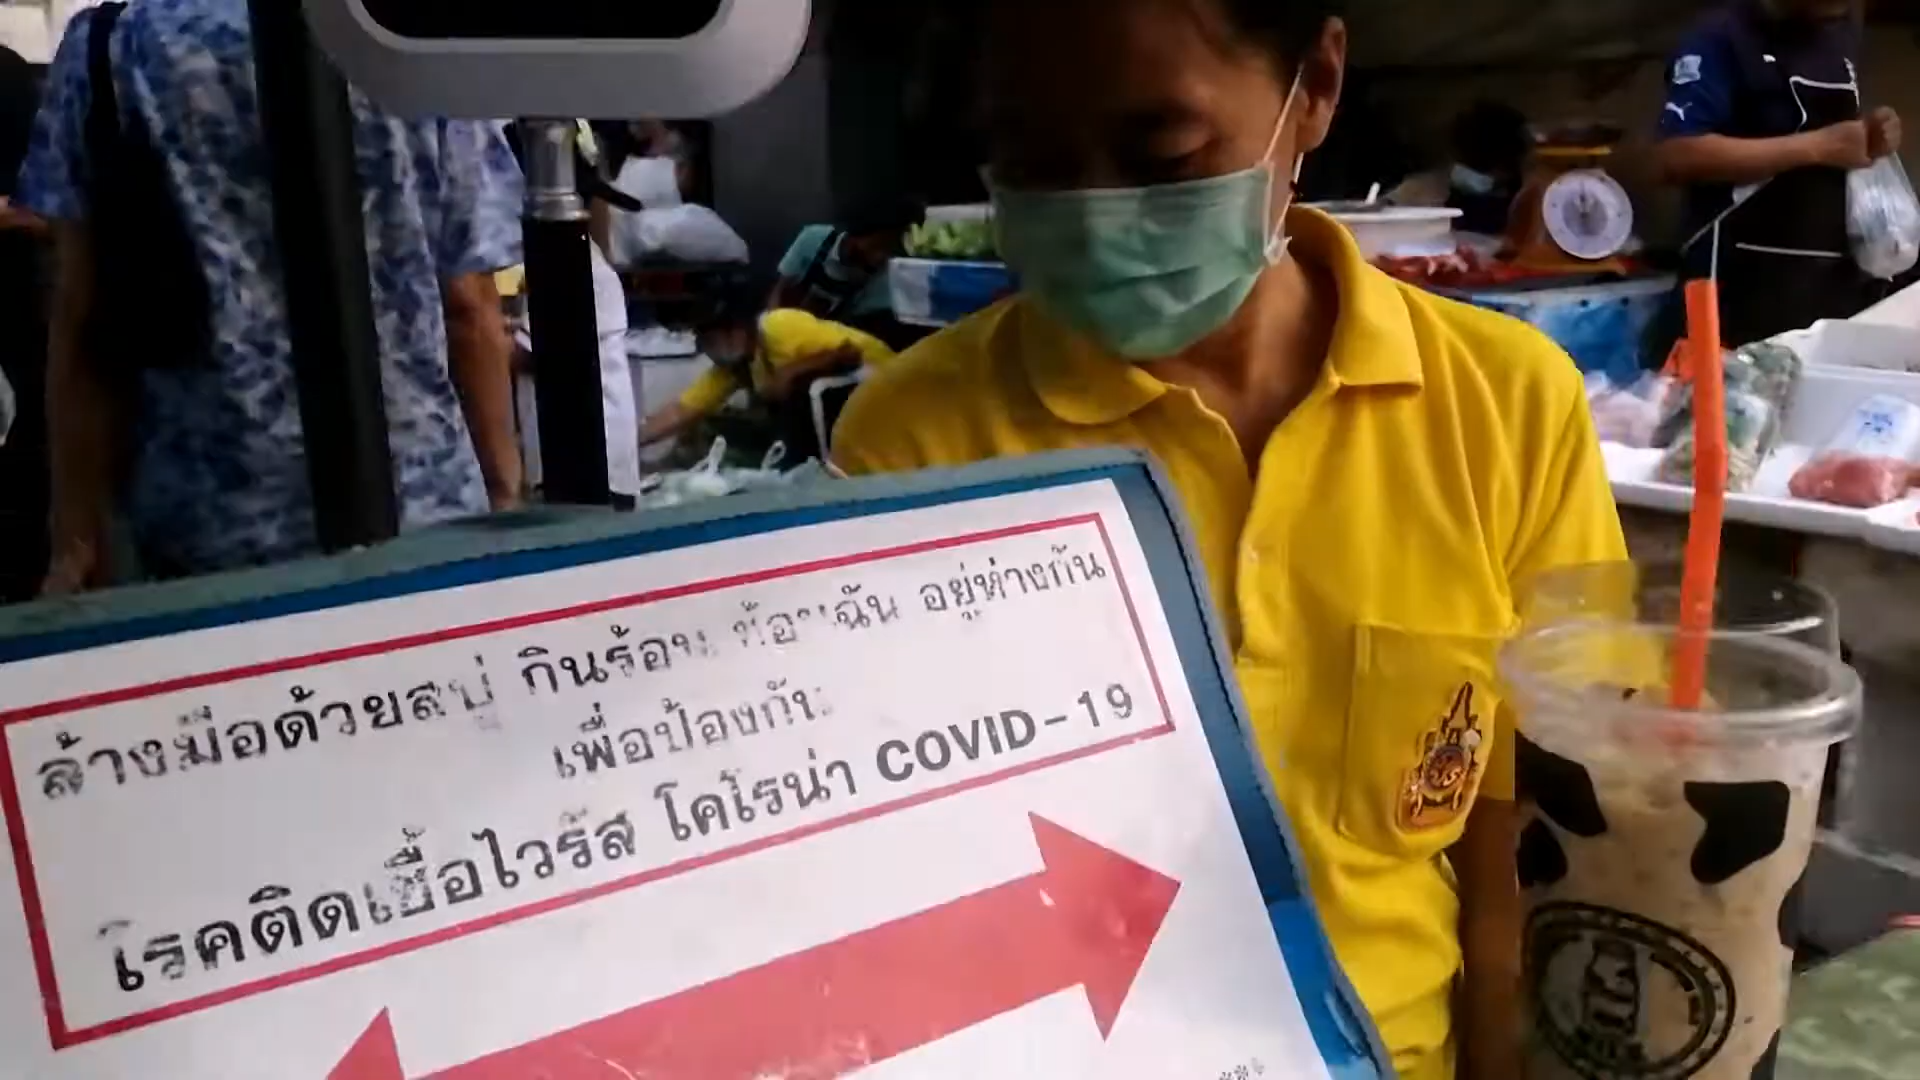 ล้างมือด้วยสบู่ กินร้อน ช้อนฉัน อยู่ห่างกัน
เพื่อป้องกัน
โรคติดเชื้อไวรัส โคโรน่า COVID-19